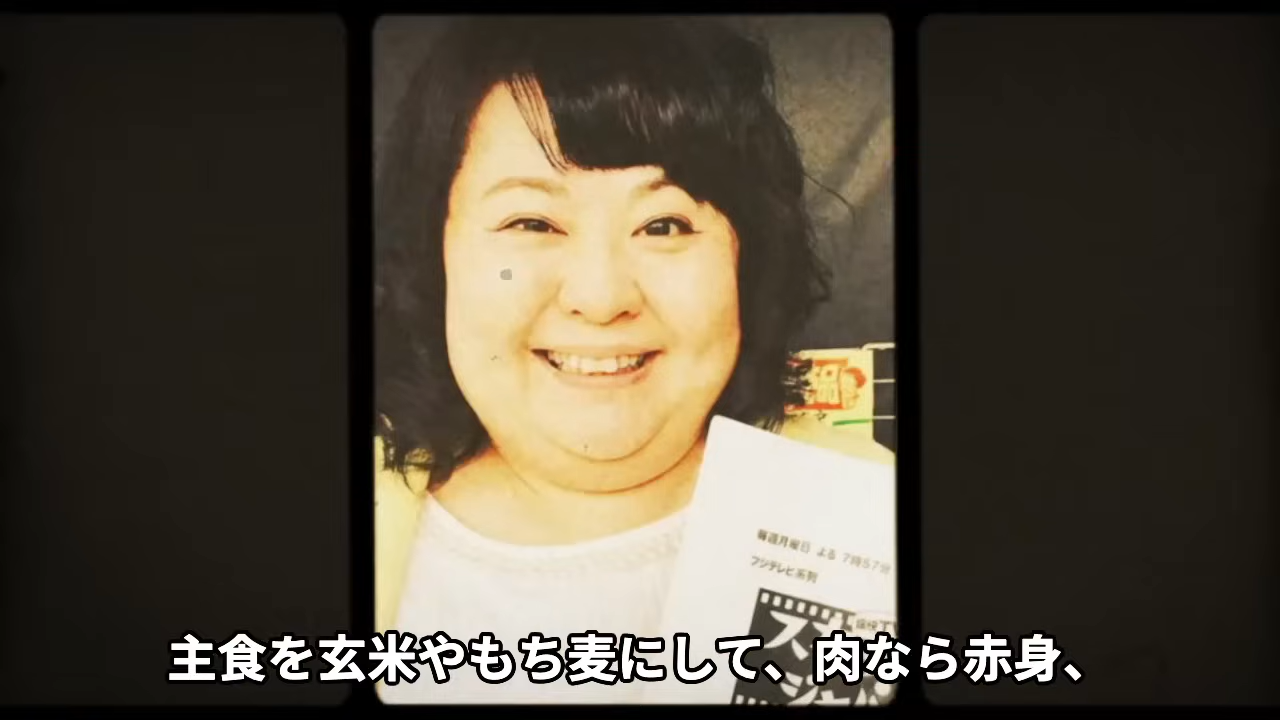 毎週月曜日 よる 7時57分
フジテレビ系列
主食を玄米やもち麦にして、肉なら赤身、